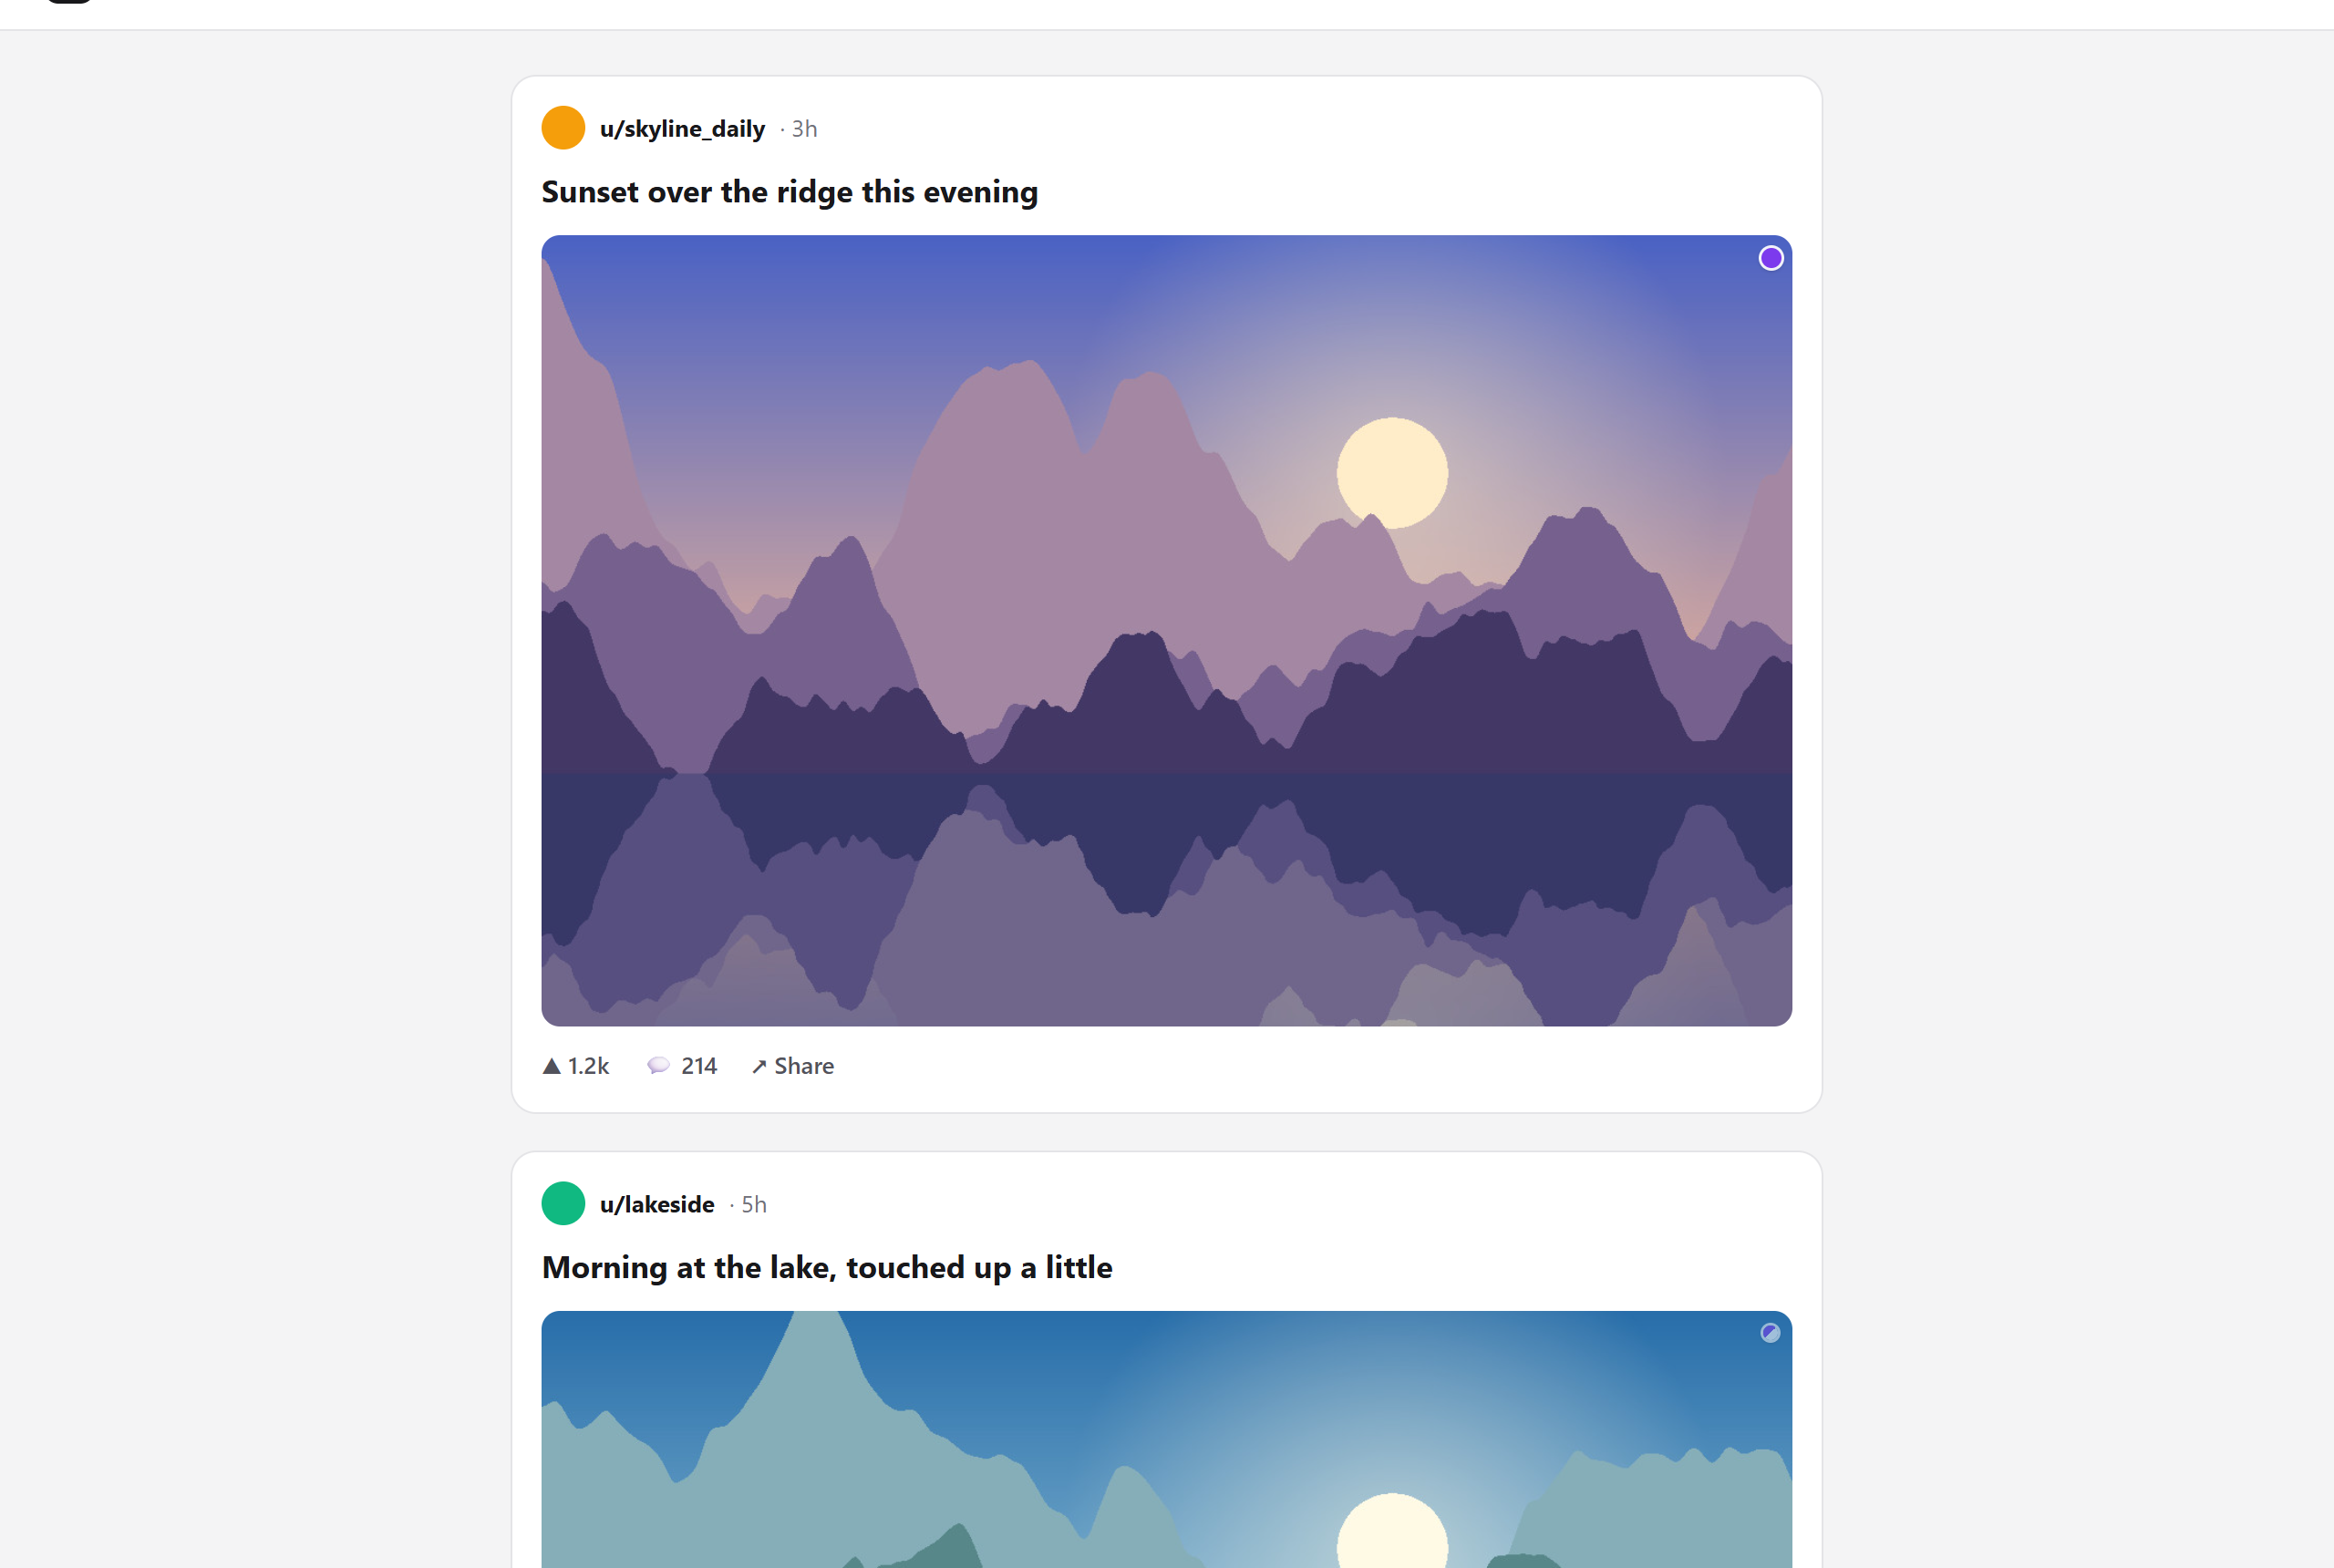 u/skyline_daily · 3h
Sunset over the ridge this evening
▲ 1.2k 💬 214 ↗ Share
u/lakeside · 5h
Morning at the lake, touched up a little